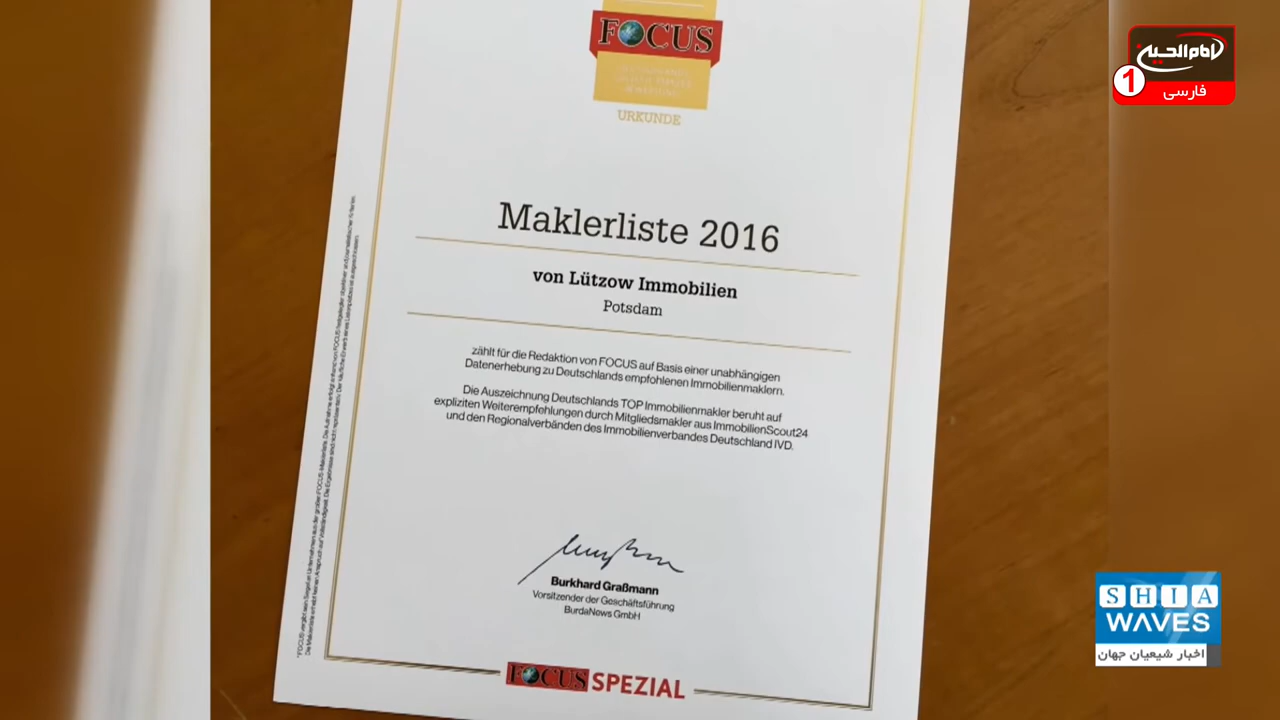 FOCUS
URKUNDE
Maklerliste 2016
von Lützow Immobilien
Potsdam
zählt für die Redaktion von FOCUS auf Basis einer unabhängigen
Datenerhebung zu Deutschlands empfohlenen Immobilienmaklern.
Die Auszeichnung Deutschlands TOP Immobilienmakler beruht auf
expliziten Weiterempfehlungen durch Mitgliedsmakler aus ImmobilienScout24
und den Regionalverbänden des Immobilienverbandes Deutschland IVD.
Burkhard Graßmann
Vorsitzender der Geschäftsführung
BurdaNews GmbH
FOCUS SPEZIAL
امام الحسین
1
فارسی
SHIA
WAVES
اخبار شیعیان جهان